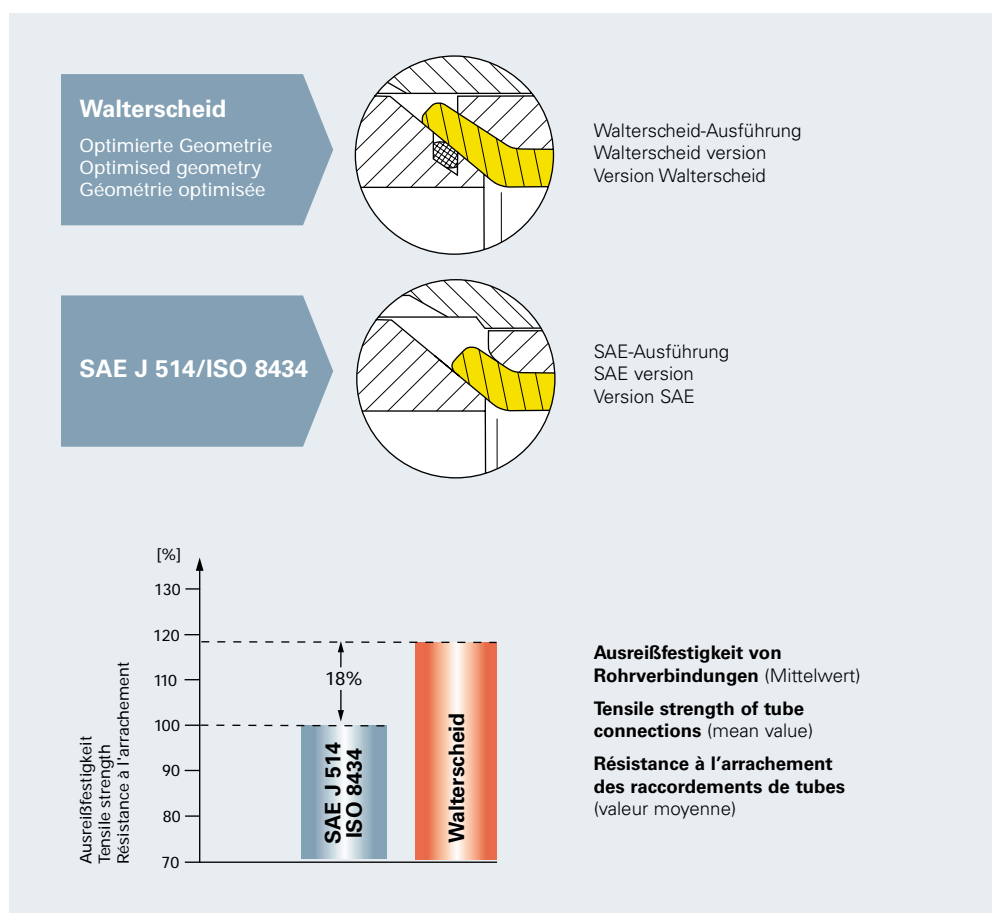 Walterscheid
Optimierte Geometrie
Optimised geometry
Géométrie optimisée
Walterscheid-Ausführung
Walterscheid version
Version Walterscheid
SAE J 514/ISO 8434
SAE-Ausführung
SAE version
Version SAE
[%]
130
120
110
100
90
80
70
Ausreißfestigkeit
Tensile strength
Résistance à l'arrachement
18%
SAE J 514
ISO 8434
Walterscheid
Ausreißfestigkeit von
Rohrverbindungen (Mittelwert)
Tensile strength of tube
connections (mean value)
Résistance à l'arrachement
des raccordements de tubes
(valeur moyenne)